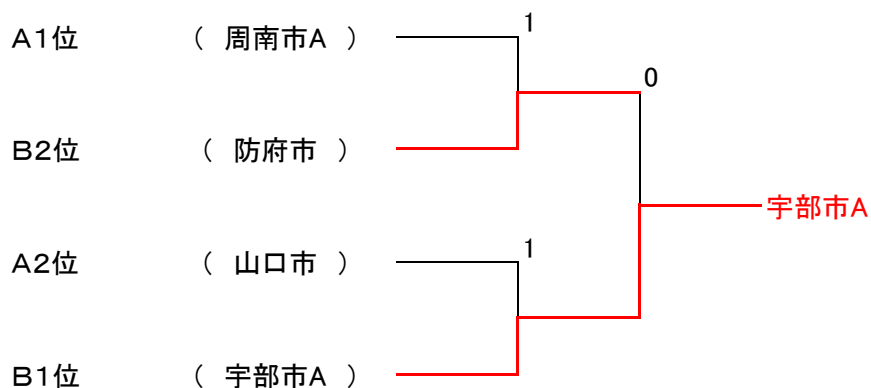 A1位 ( 周南市A ) 1
0
B2位 ( 防府市 )
宇部市A
A2位 ( 山口市 ) 1
B1位 ( 宇部市A )